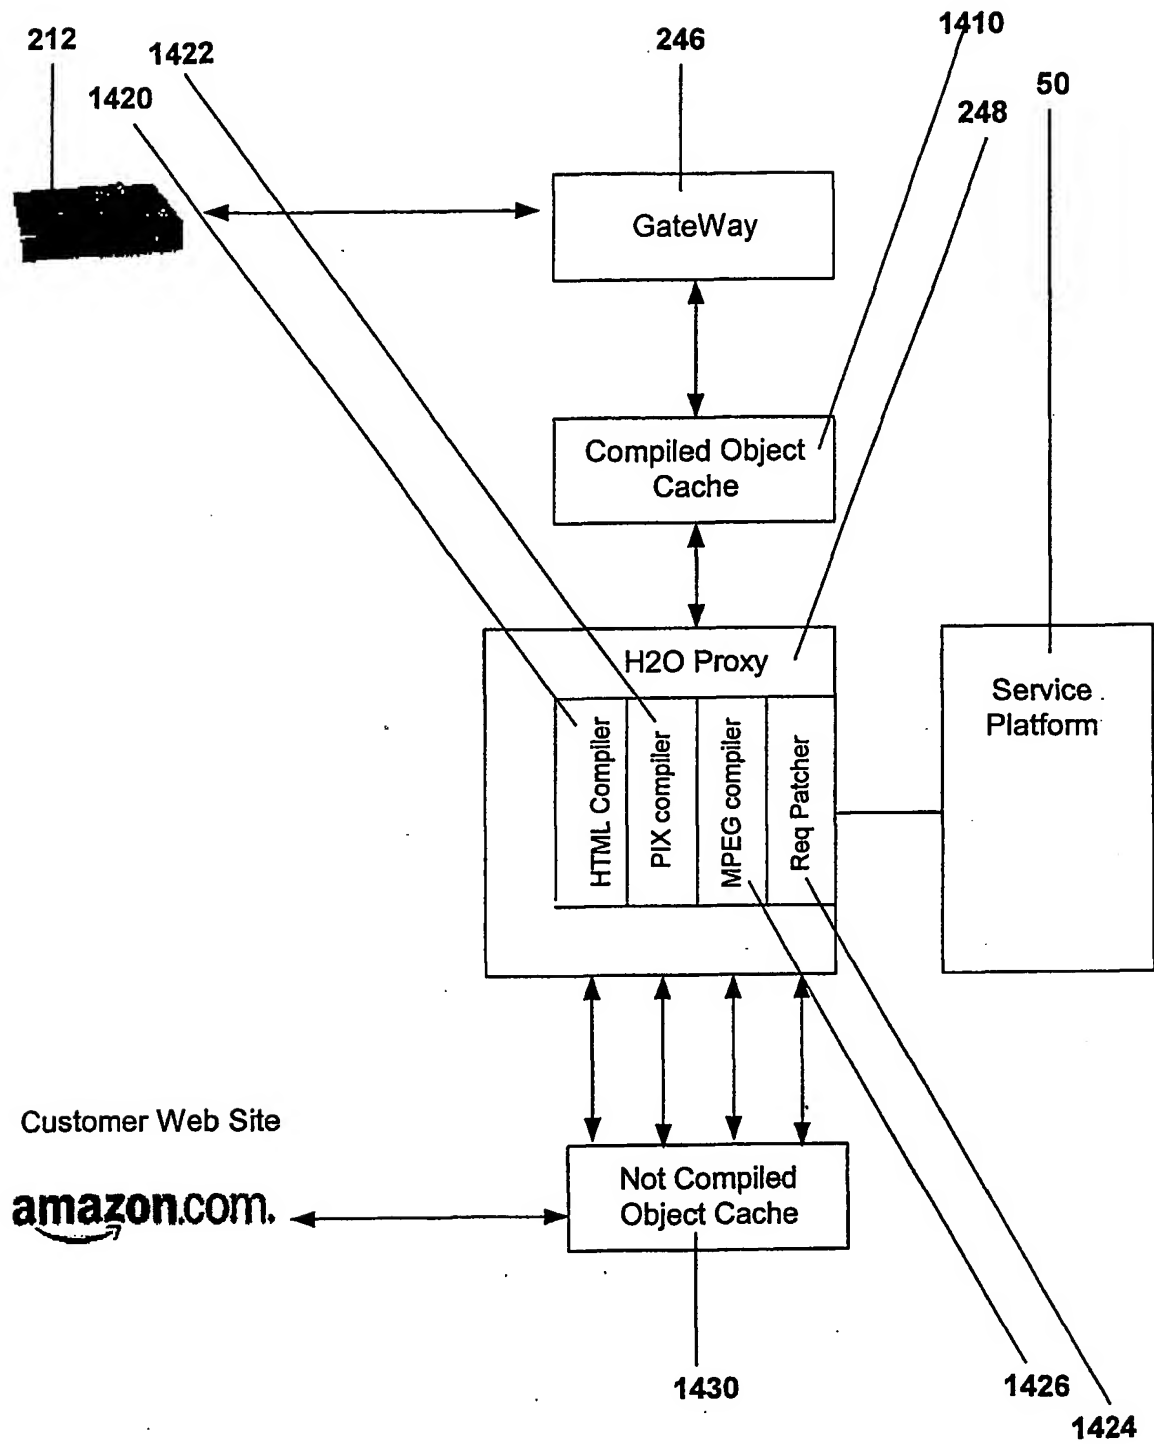 212
1422
246
1410
1420
50
248
GateWay
Compiled Object
Cache
H2O Proxy
HTML Compiler
PIX compiler
MPEG compiler
Req Patcher
Service
Platform
Customer Web Site
amazon.com.
Not Compiled
Object Cache
1430
1426
1424